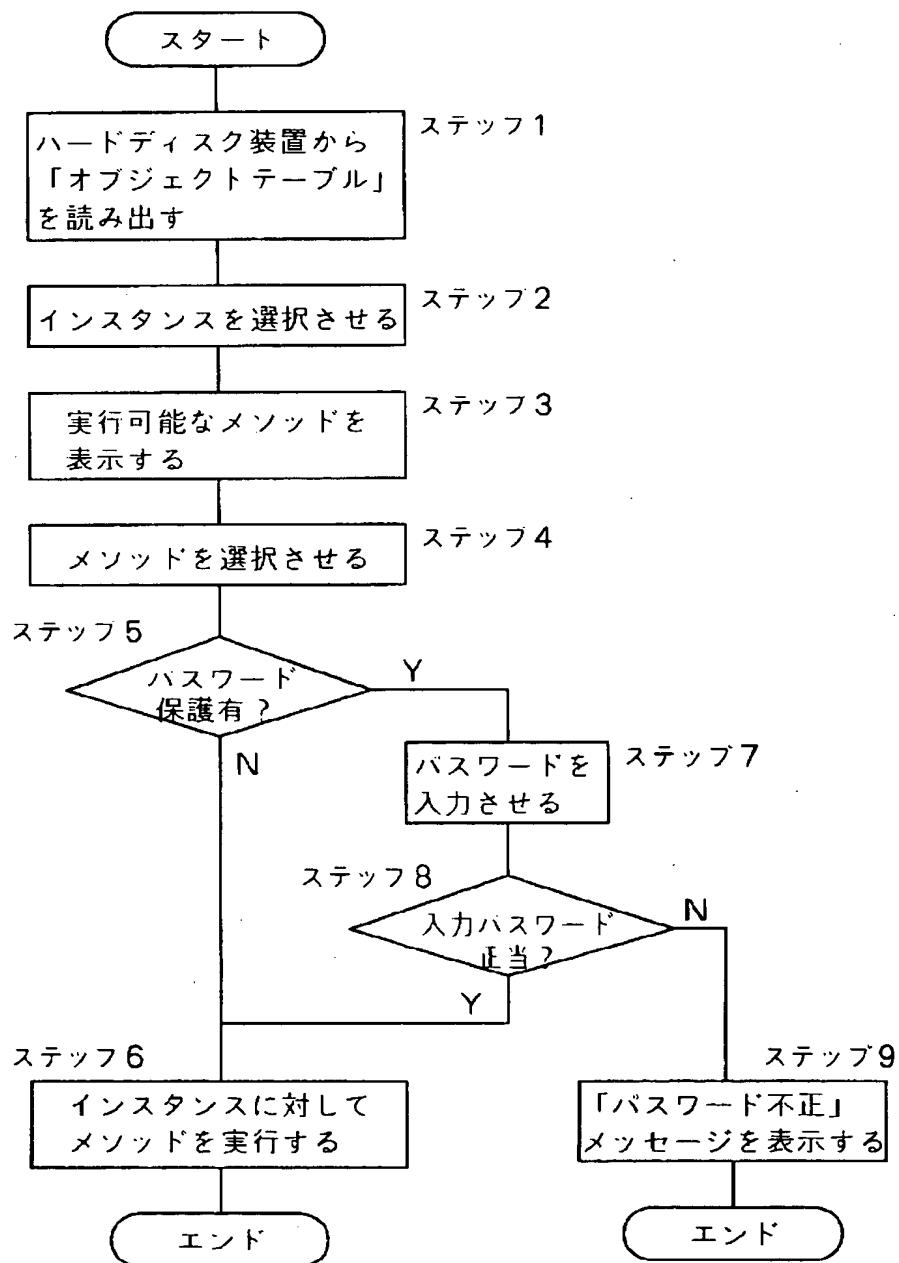 スタート
ステップ1
ハードディスク装置から
「オブジェクトテーブル」
を読み出す
ステップ2
インスタンスを選択させる
ステップ3
実行可能なメソッドを
表示する
ステップ4
メソッドを選択させる
ステップ5
パスワード
保護有?
Y
N
ステップ7
パスワードを
入力させる
ステップ8
入力パスワード
正当?
N
Y
ステップ6
インスタンスに対して
メソッドを実行する
エンド
ステップ9
「パスワード不正」
メッセージを表示する
エンド